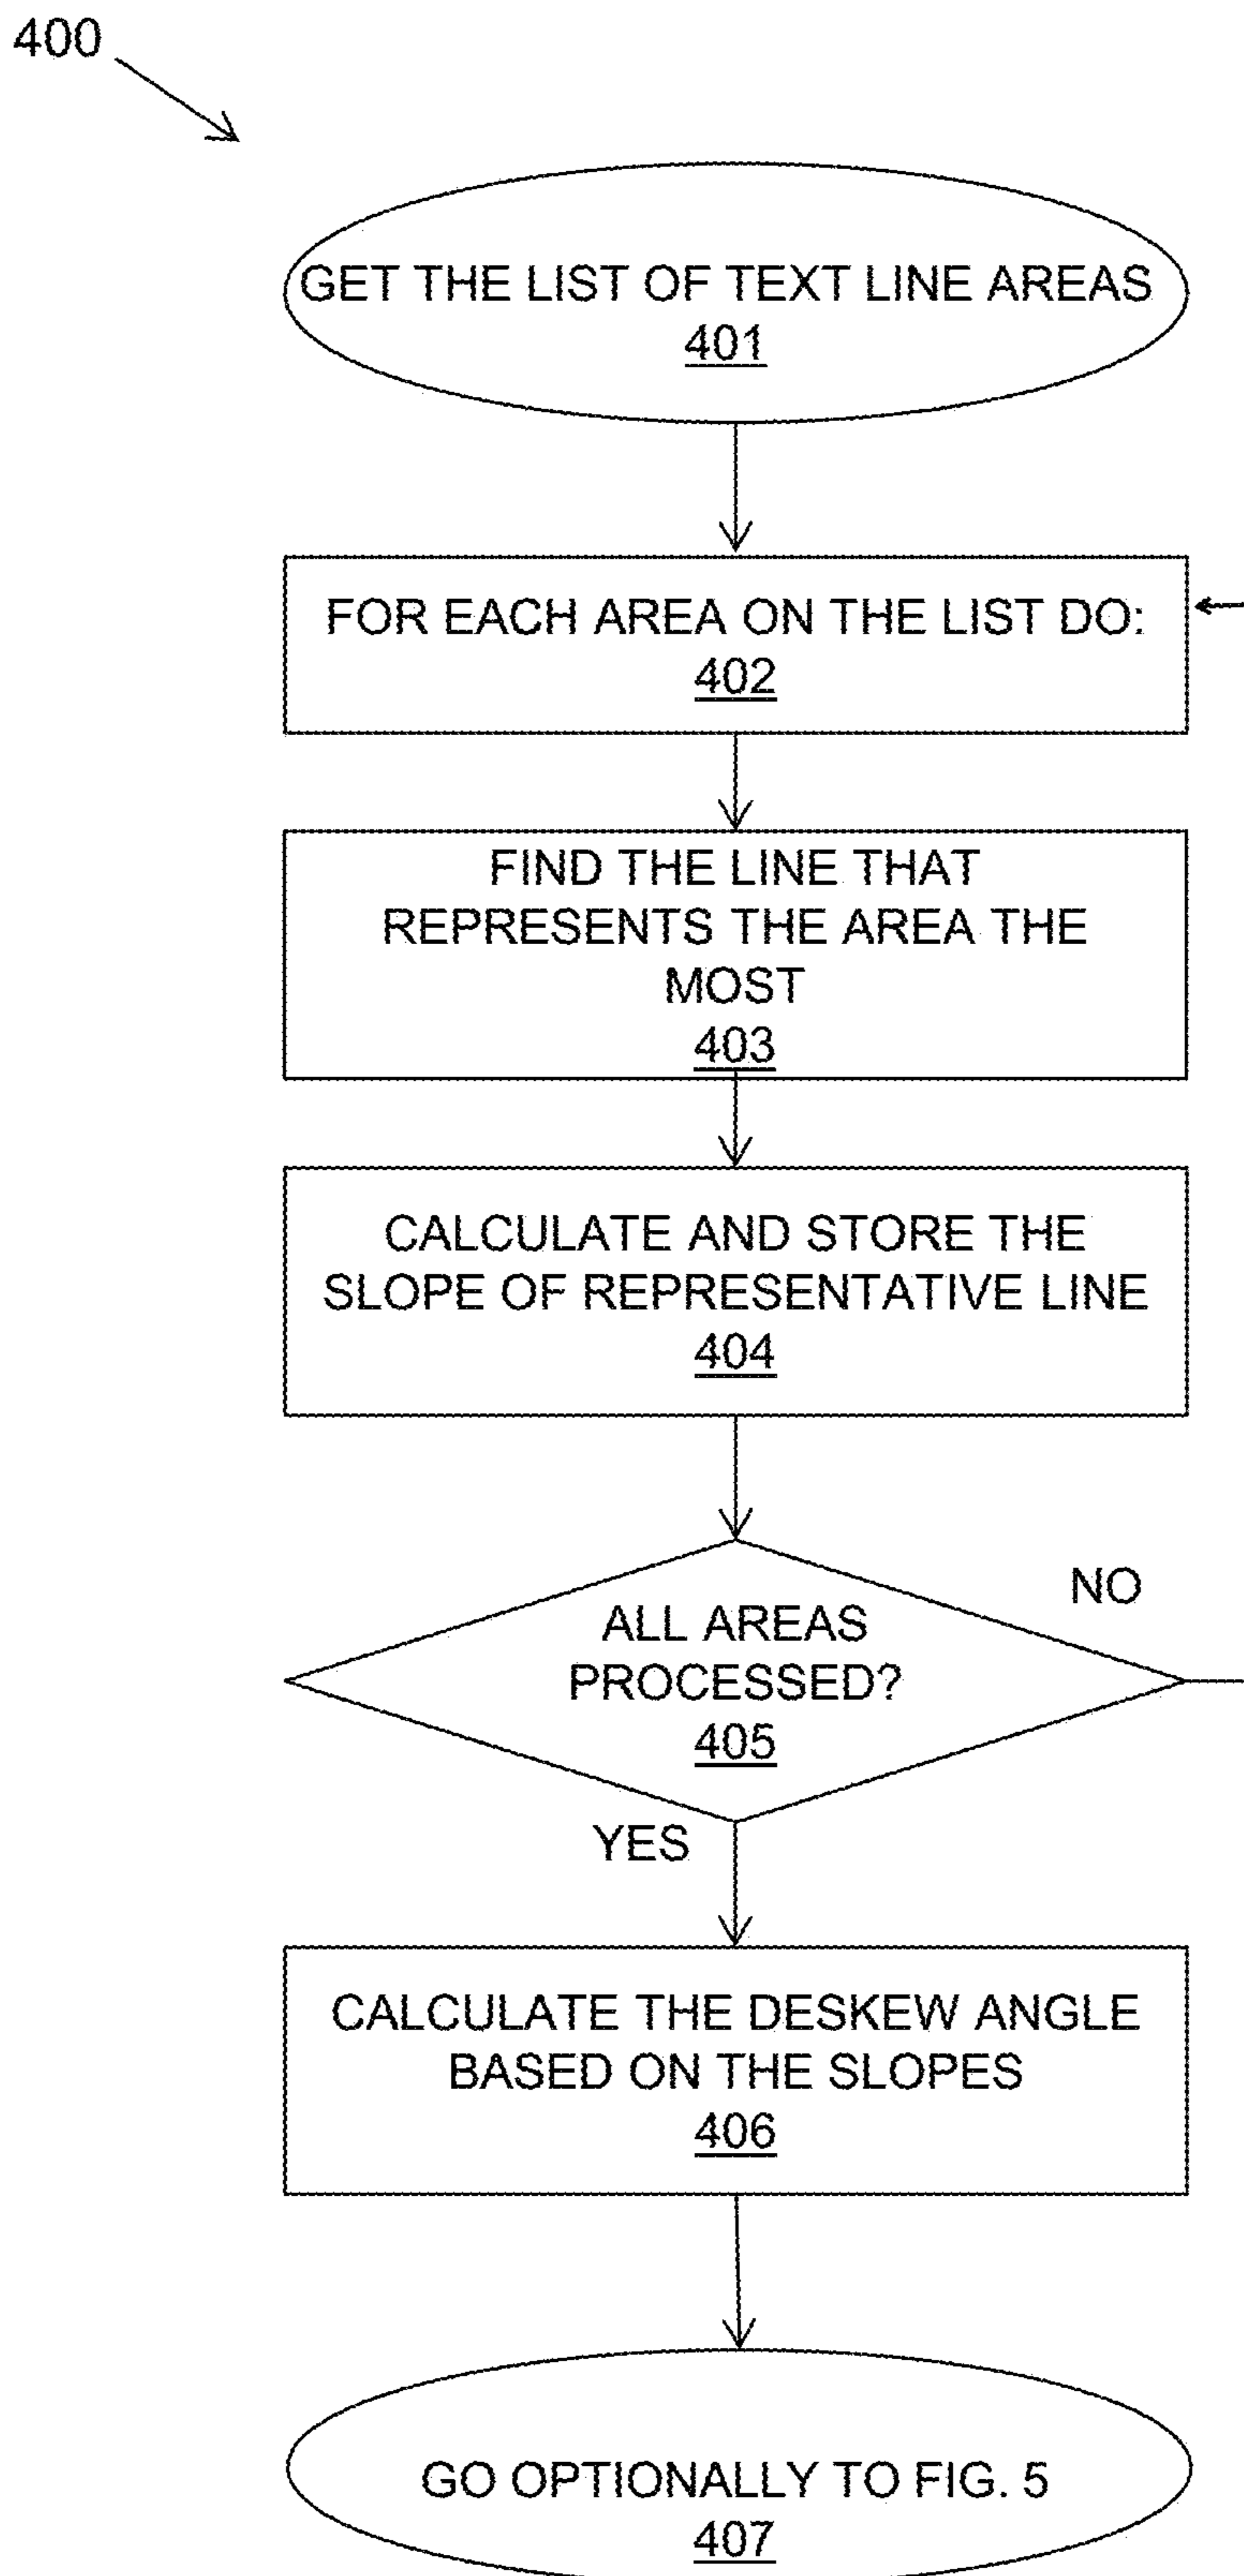 400
GET THE LIST OF TEXT LINE AREAS
401
FOR EACH AREA ON THE LIST DO:
402
FIND THE LINE THAT
REPRESENTS THE AREA THE
MOST
403
CALCULATE AND STORE THE
SLOPE OF REPRESENTATIVE LINE
404
ALL AREAS
PROCESSED?
405
NO
YES
CALCULATE THE DESKEW ANGLE
BASED ON THE SLOPES
406
GO OPTIONALLY TO FIG. 5
407